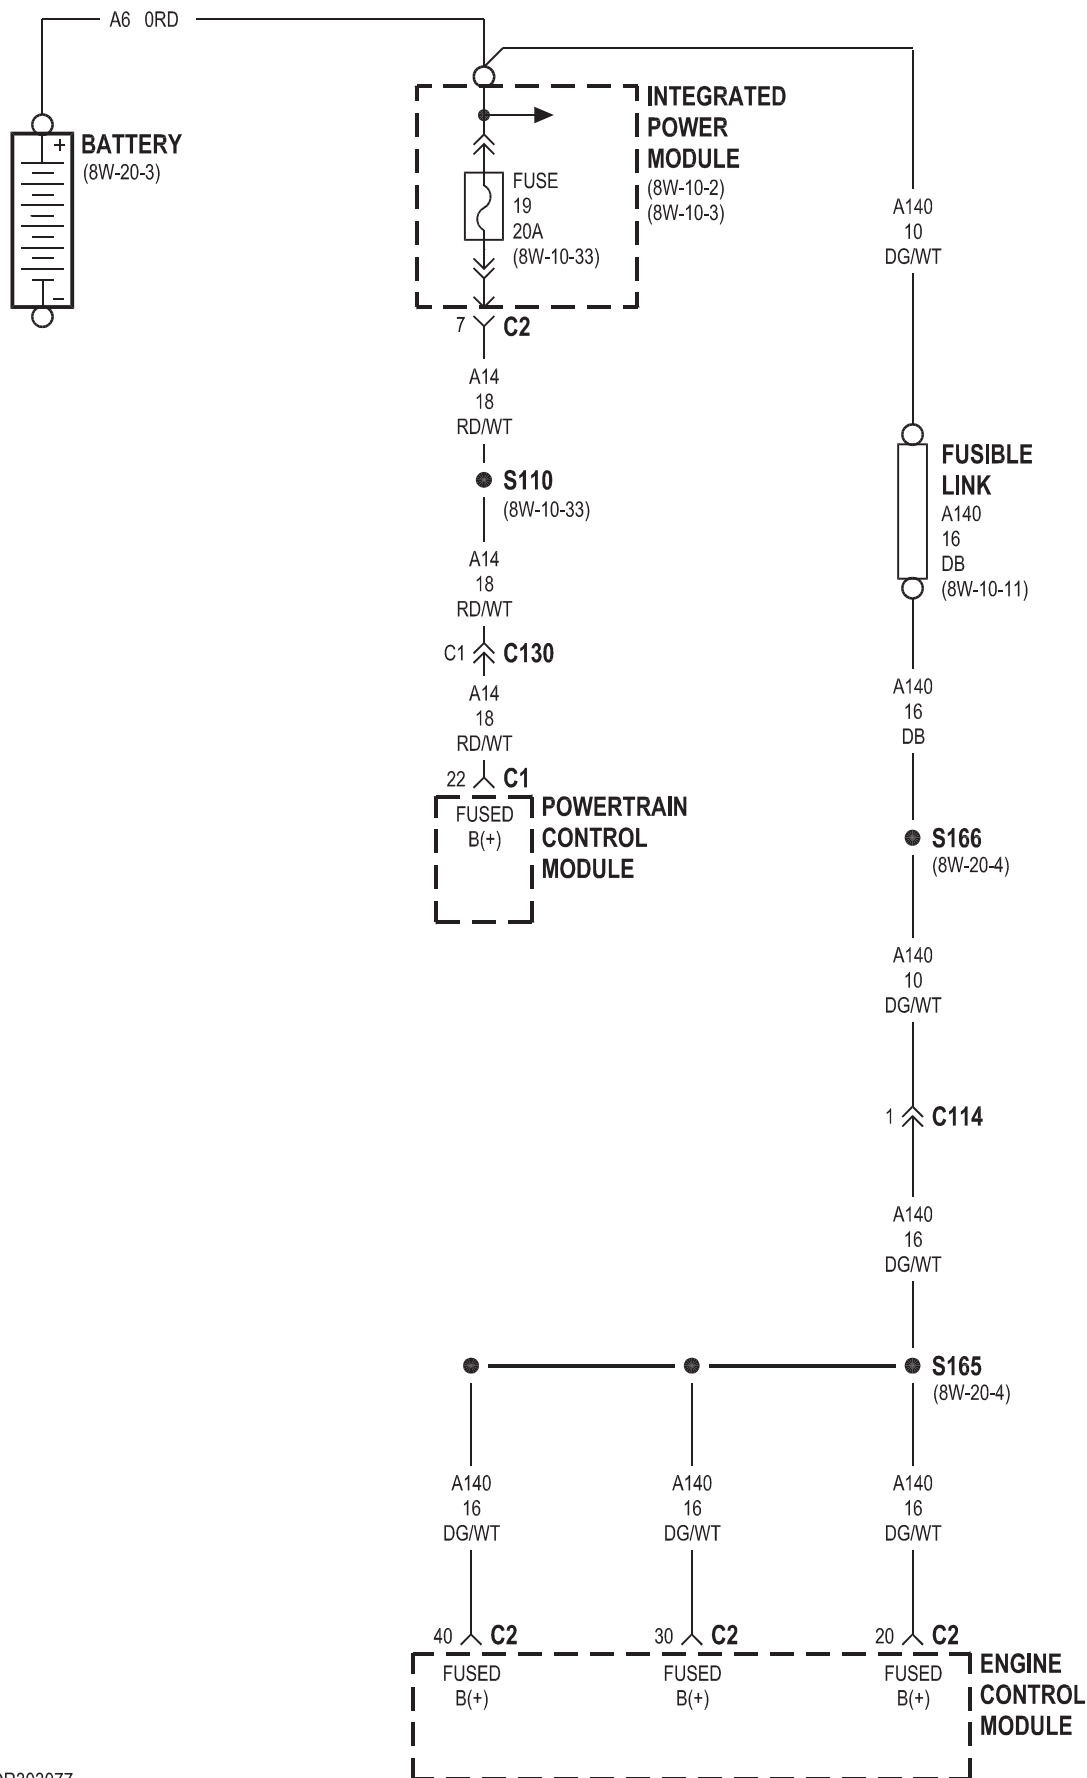 A6 0RD
BATTERY
(8W-20-3)
+
–
INTEGRATED
POWER
MODULE
(8W-10-2)
(8W-10-3)
FUSE
19
20A
(8W-10-33)
7 C2
A14
18
RD/WT
S110
(8W-10-33)
A14
18
RD/WT
C1 C130
A14
18
RD/WT
22 C1
FUSED
B(+)
POWERTRAIN
CONTROL
MODULE
A140
10
DG/WT
FUSIBLE
LINK
A140
16
DB
(8W-10-11)
A140
16
DB
S166
(8W-20-4)
A140
10
DG/WT
1 C114
A140
16
DG/WT
S165
(8W-20-4)
A140
16
DG/WT
A140
16
DG/WT
A140
16
DG/WT
40 C2
30 C2
20 C2
FUSED
B(+)
FUSED
B(+)
FUSED
B(+)
ENGINE
CONTROL
MODULE